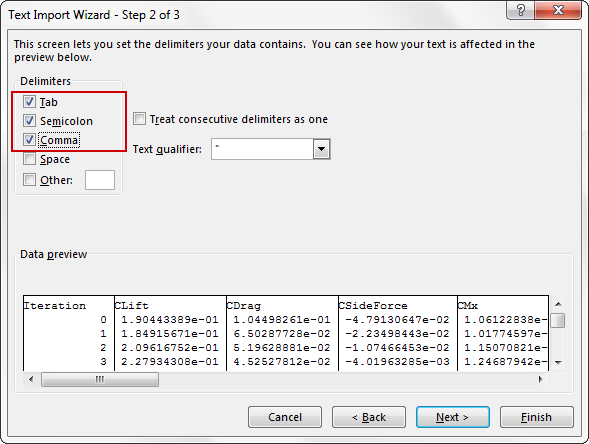 Text Import Wizard - Step 2 of 3
This screen lets you set the delimiters your data contains. You can see how your text is affected in the
preview below.
Delimiters
Tab
Semicolon
Comma
Space
Other:
Treat consecutive delimiters as one
Text qualifier: "
Data preview
Iteration CLift CDrag CSideForce CMx
0 1.90443389e-01 1.04498261e-01 -4.79130647e-02 1.06122838e-
1 1.84915671e-01 6.50287728e-02 -2.23498443e-02 1.01774597e-
2 2.09616752e-01 5.19628881e-02 -1.07466453e-02 1.15070821e-
3 2.27934308e-01 4.52527812e-02 -4.01963285e-03 1.24687942e-
Cancel < Back Next > Finish